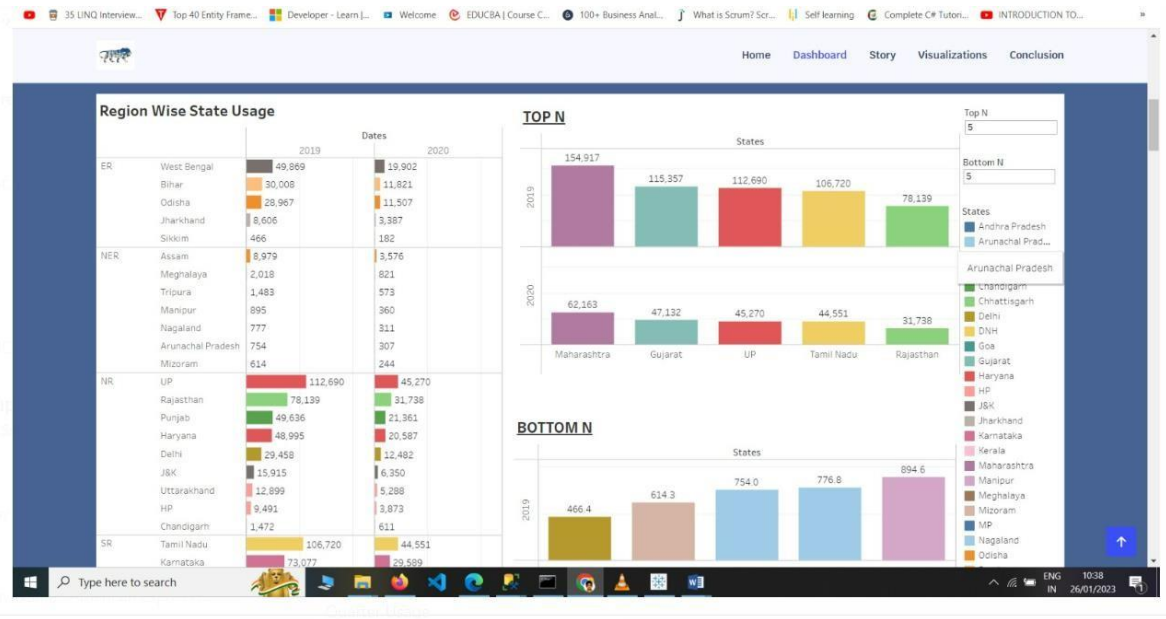 35 LINQ Interview... Top 40 Entity Frame... Developer - Learn |... Welcome EDUCBA | Course C... 100+ Business Anal... What is Scrum? Scr... Self learning Complete C# Tutori... INTRODUCTION TO... »
Home Dashboard Story Visualizations Conclusion
Region Wise State Usage
Dates
2019 2020
ER West Bengal 49,869 19,902
Bihar 30,008 11,821
Odisha 28,967 11,507
Jharkhand 8,606 3,387
Sikkim 466 182
NER Assam 8,979 3,576
Meghalaya 2,018 821
Tripura 1,483 573
Manipur 895 360
Nagaland 777 311
Arunachal Pradesh 754 307
Mizoram 614 244
NR UP 112,690 45,270
Rajasthan 78,139 31,738
Punjab 49,636 21,361
Haryana 48,995 20,587
Delhi 29,458 12,482
J&K 15,915 6,350
Uttarakhand 12,899 5,288
HP 9,491 3,873
Chandigarh 1,472 611
SR Tamil Nadu 106,720 44,551
Karnataka 73,077 29,589
TOP N
States
2019
154,917 115,357 112,690 106,720 78,139
2020
62,163 47,132 45,270 44,551 31,738
Maharashtra Gujarat UP Tamil Nadu Rajasthan
BOTTOM N
States
2019
466.4 614.3 754.0 776.8 894.6
Top N
5
Bottom N
5
States
Andhra Pradesh
Arunachal Prad...
Arunachal Pradesh
Chandigarh
Chhattisgarh
Delhi
DNH
Goa
Gujarat
Haryana
HP
J&K
Jharkhand
Karnataka
Kerala
Maharashtra
Manipur
Meghalaya
Mizoram
MP
Nagaland
Odisha
Type here to search
ENG 10:38
IN 26/01/2023